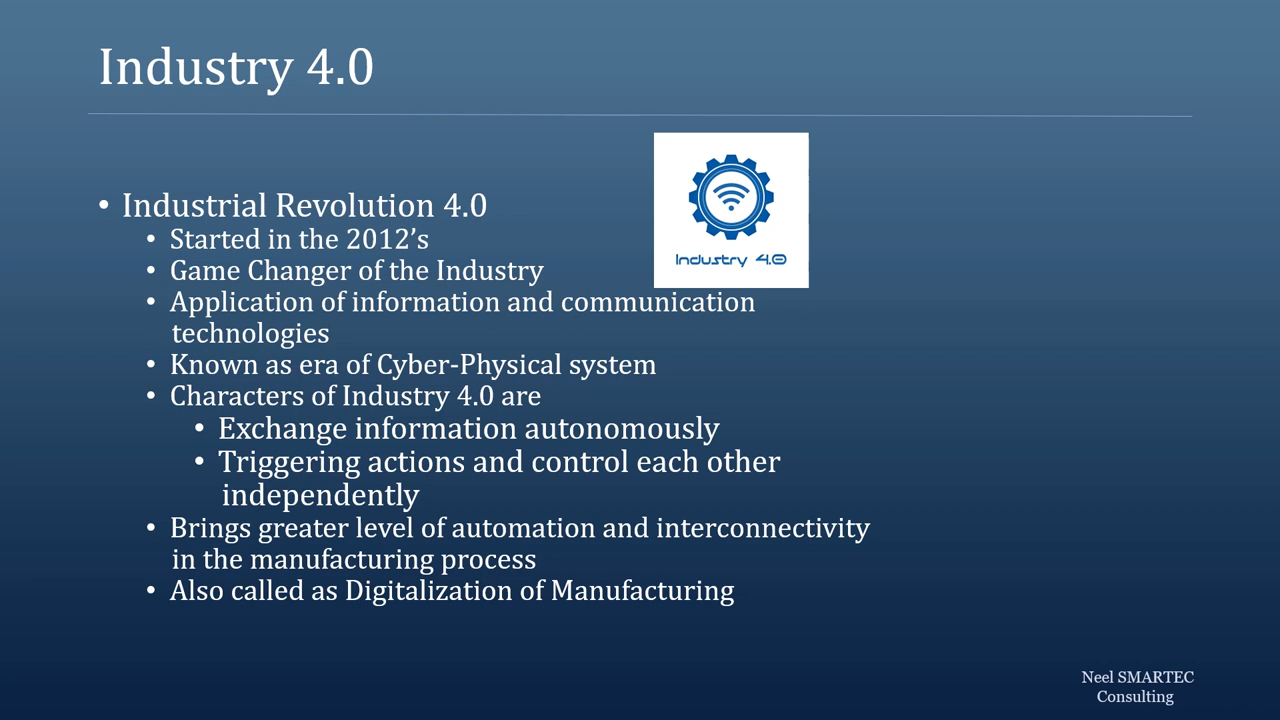 Industry 4.0
Industry 4.0
• Industrial Revolution 4.0
• Started in the 2012’s
• Game Changer of the Industry
• Application of information and communication
technologies
• Known as era of Cyber-Physical system
• Characters of Industry 4.0 are
• Exchange information autonomously
• Triggering actions and control each other
independently
• Brings greater level of automation and interconnectivity
in the manufacturing process
• Also called as Digitalization of Manufacturing
Neel SMARTEC
Consulting